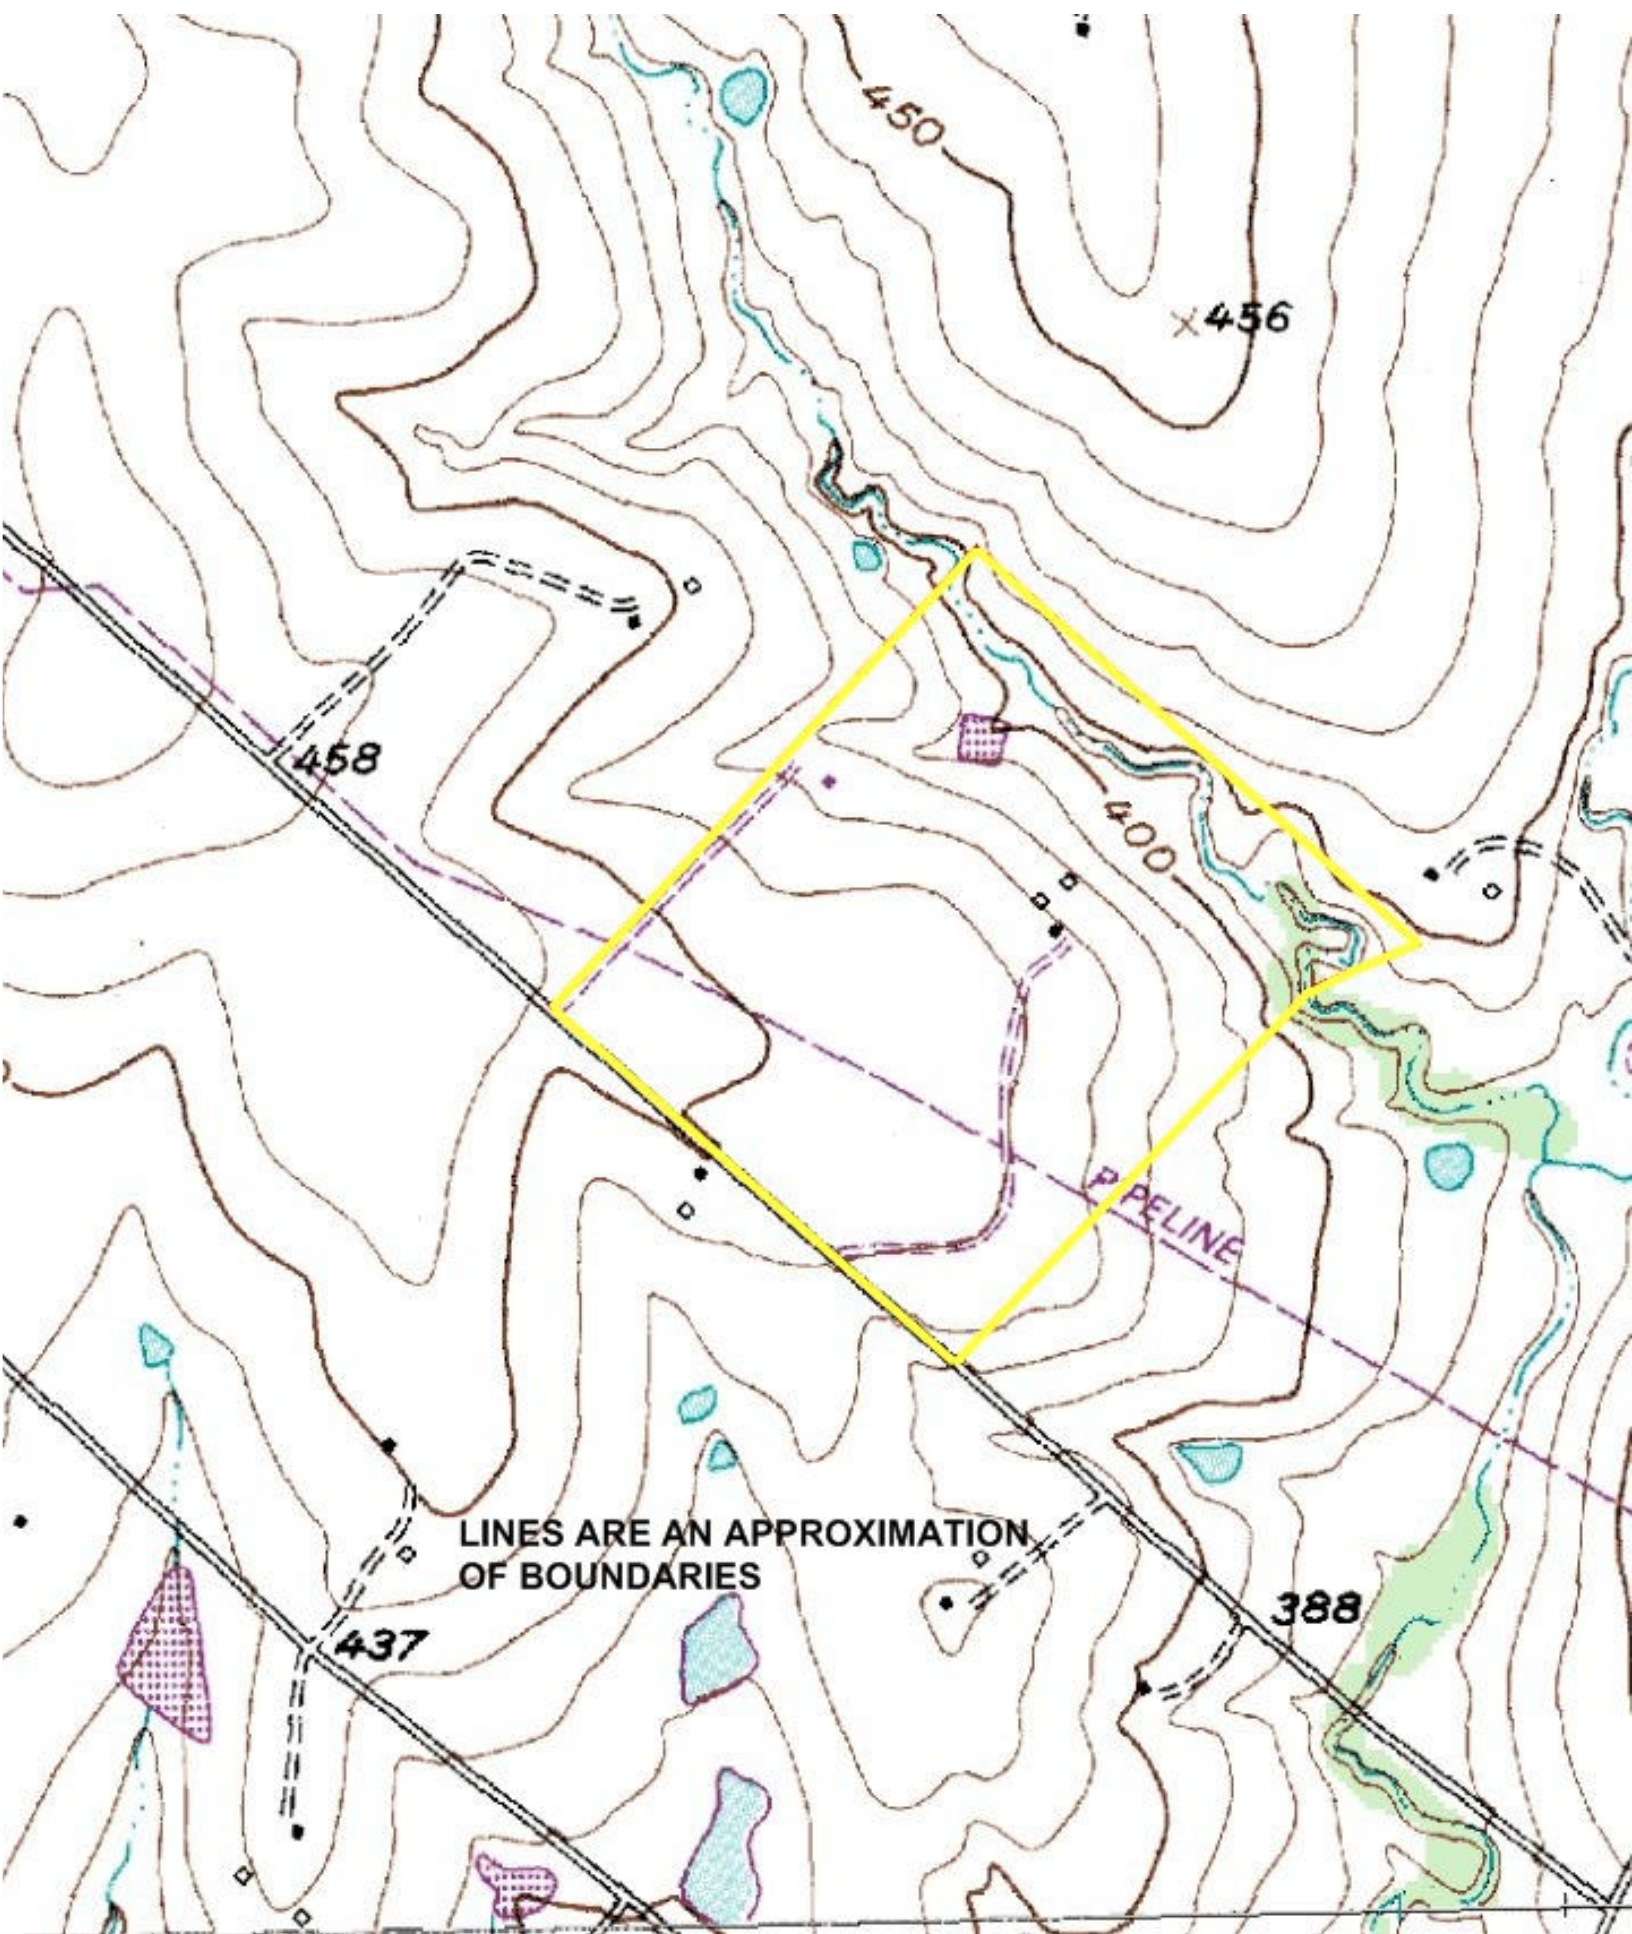 450
456
458
400
PIPELINE
LINES ARE AN APPROXIMATION
OF BOUNDARIES
388
437